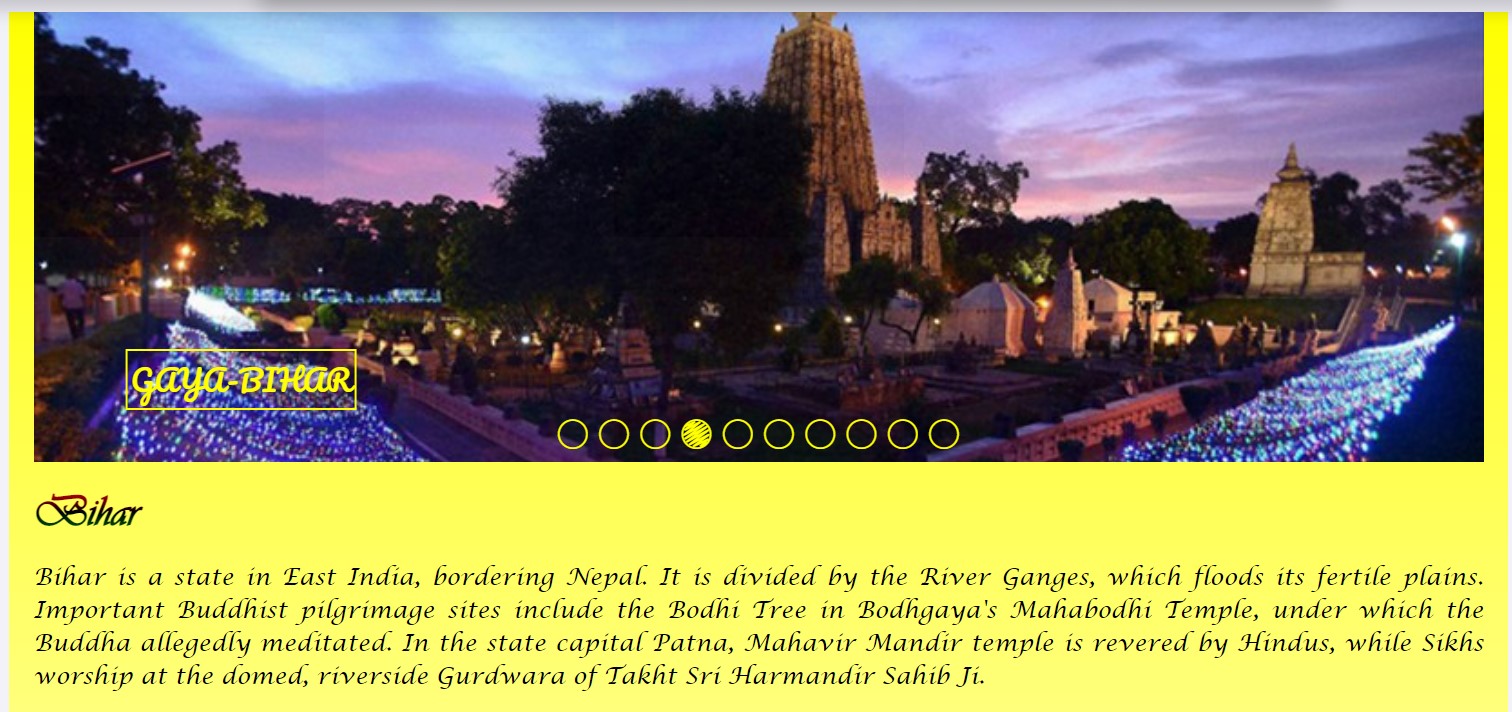 GAYA-BIHAR
Bihar
Bihar is a state in East India, bordering Nepal. It is divided by the River Ganges, which floods its fertile plains.
Important Buddhist pilgrimage sites include the Bodhi Tree in Bodhgaya's Mahabodhi Temple, under which the
Buddha allegedly meditated. In the state capital Patna, Mahavir Mandir temple is revered by Hindus, while Sikhs
worship at the domed, riverside Gurdwara of Takht Sri Harmandir Sahib Ji.